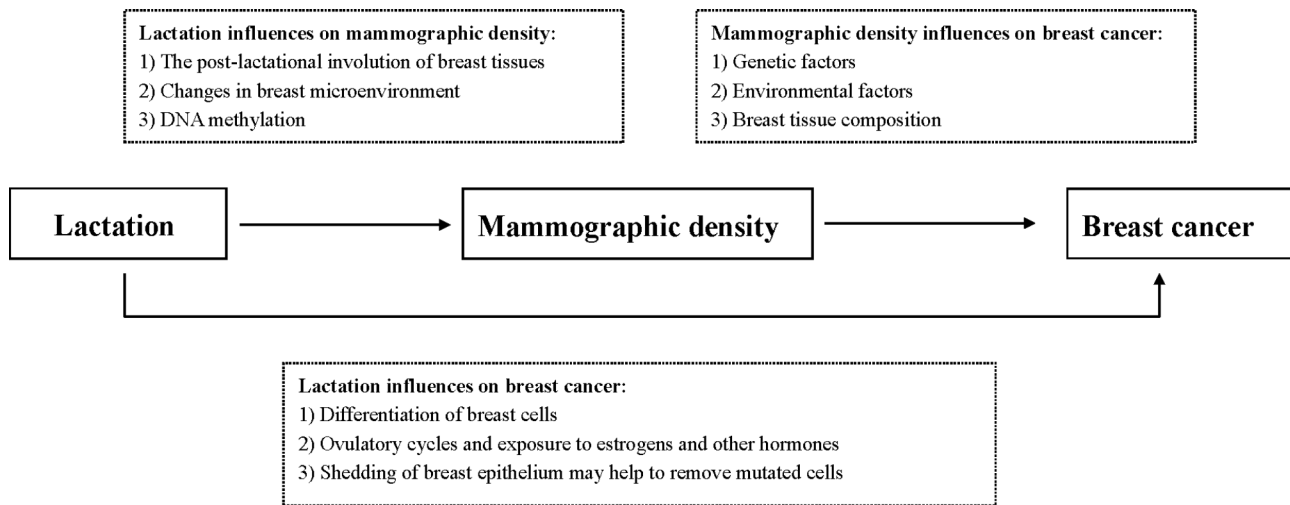 Lactation influences on mammographic density:
1) The post-lactational involution of breast tissues
2) Changes in breast microenvironment
3) DNA methylation
Mammographic density influences on breast cancer:
1) Genetic factors
2) Environmental factors
3) Breast tissue composition
Lactation
Mammographic density
Breast cancer
Lactation influences on breast cancer:
1) Differentiation of breast cells
2) Ovulatory cycles and exposure to estrogens and other hormones
3) Shedding of breast epithelium may help to remove mutated cells